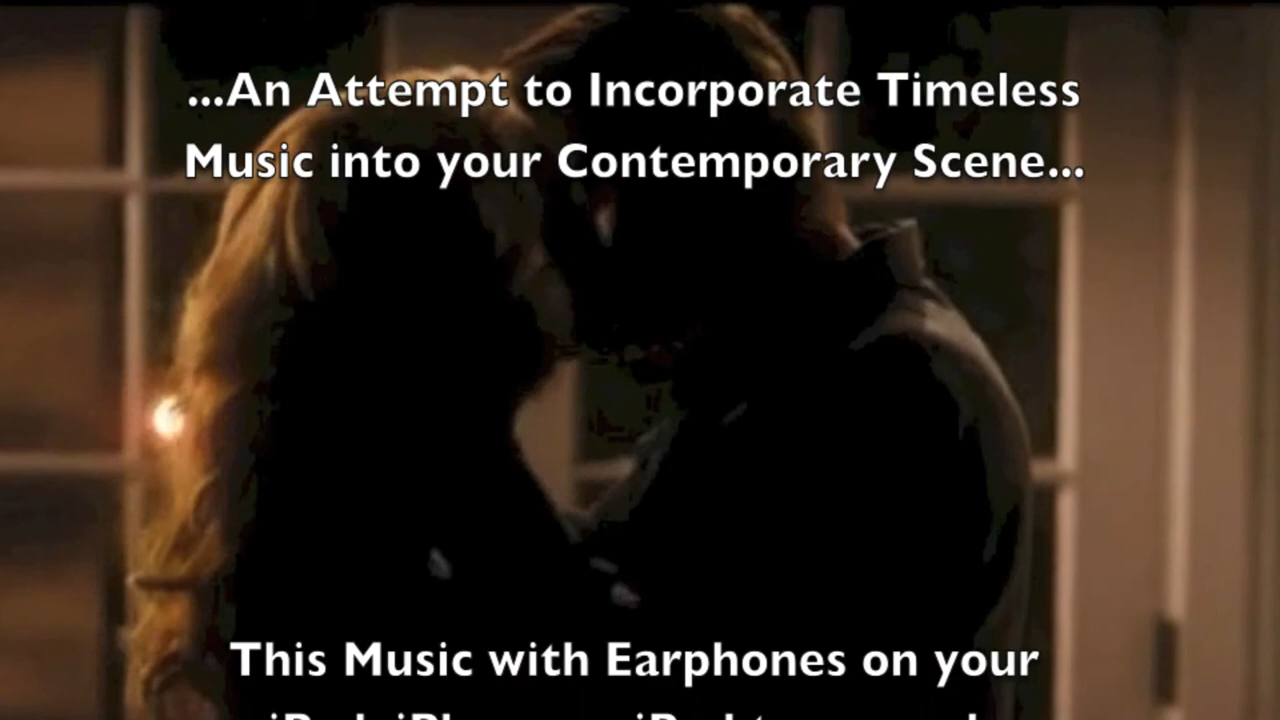 ...An Attempt to Incorporate Timeless
Music into your Contemporary Scene...
This Music with Earphones on your